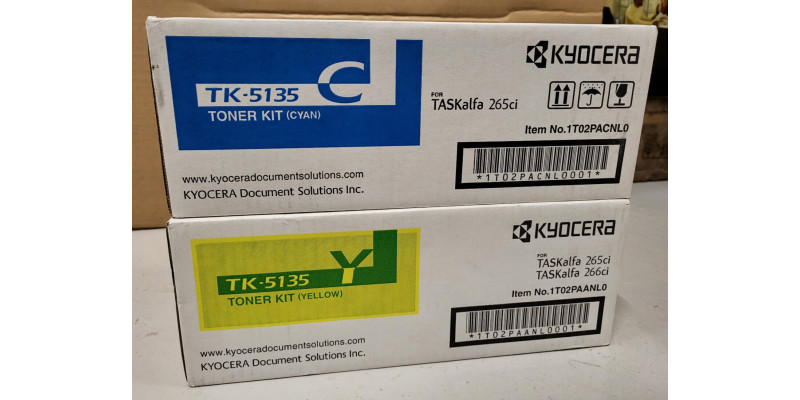 KYOCERA
TK-5135 C
TONER KIT (CYAN)
FOR
TASKalfa 265ci
Item No.1T02PACNL0
*1T02PACNL0001*
www.kyoceradocumentsolutions.com
KYOCERA Document Solutions Inc.
KYOCERA
TK-5135 Y
TONER KIT (YELLOW)
FOR
TASKalfa 265ci
TASKalfa 266ci
Item No.1T02PAANL0
*1T02PAANL0001*
www.kyoceradocumentsolutions.com
KYOCERA Document Solutions Inc.